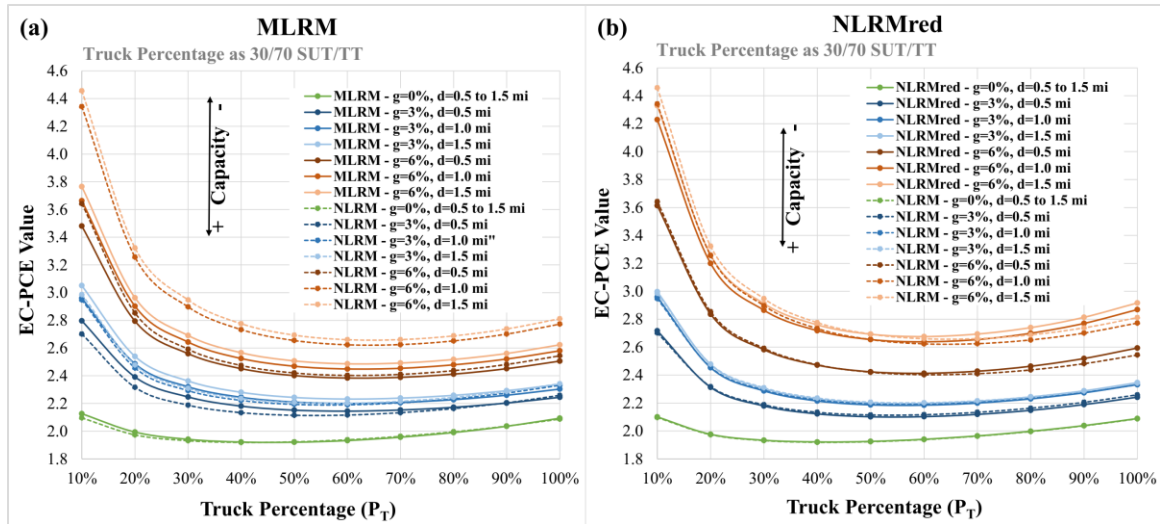 (a)
MLRM
Truck Percentage as 30/70 SUT/TT
4.6
4.4
4.2
4.0
3.8
3.6
3.4
3.2
3.0
2.8
2.6
2.4
2.2
2.0
1.8
EC-PCE Value
+ Capacity -
MLRM - g=0%, d=0.5 to 1.5 mi
MLRM - g=3%, d=0.5 mi
MLRM - g=3%, d=1.0 mi
MLRM - g=3%, d=1.5 mi
MLRM - g=6%, d=0.5 mi
MLRM - g=6%, d=1.0 mi
MLRM - g=6%, d=1.5 mi
NLRM - g=0%, d=0.5 to 1.5 mi
NLRM - g=3%, d=0.5 mi
NLRM - g=3%, d=1.0 mi"
NLRM - g=3%, d=1.5 mi
NLRM - g=6%, d=0.5 mi
NLRM - g=6%, d=1.0 mi
NLRM - g=6%, d=1.5 mi
10% 20% 30% 40% 50% 60% 70% 80% 90% 100%
Truck Percentage (P_T)
(b)
NLRMred
Truck Percentage as 30/70 SUT/TT
4.6
4.4
4.2
4.0
3.8
3.6
3.4
3.2
3.0
2.8
2.6
2.4
2.2
2.0
1.8
EC-PCE Value
+ Capacity -
NLRMred - g=0%, d=0.5 to 1.5 mi
NLRMred - g=3%, d=0.5 mi
NLRMred - g=3%, d=1.0 mi
NLRMred - g=3%, d=1.5 mi
NLRMred - g=6%, d=0.5 mi
NLRMred - g=6%, d=1.0 mi
NLRMred - g=6%, d=1.5 mi
NLRM - g=0%, d=0.5 to 1.5 mi
NLRM - g=3%, d=0.5 mi
NLRM - g=3%, d=1.0 mi
NLRM - g=3%, d=1.5 mi
NLRM - g=6%, d=0.5 mi
NLRM - g=6%, d=1.0 mi
NLRM - g=6%, d=1.5 mi
10% 20% 30% 40% 50% 60% 70% 80% 90% 100%
Truck Percentage (P_T)